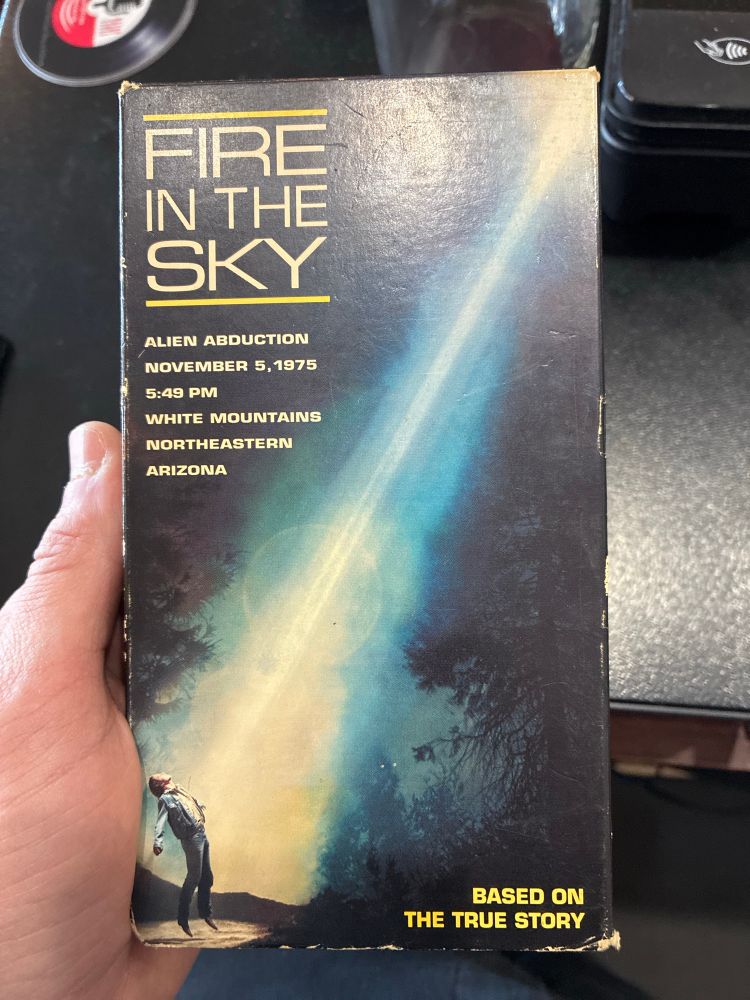 FIRE
IN THE
SKY
ALIEN ABDUCTION
NOVEMBER 5, 1975
5:49 PM
WHITE MOUNTAINS
NORTHEASTERN
ARIZONA
BASED ON
THE TRUE STORY